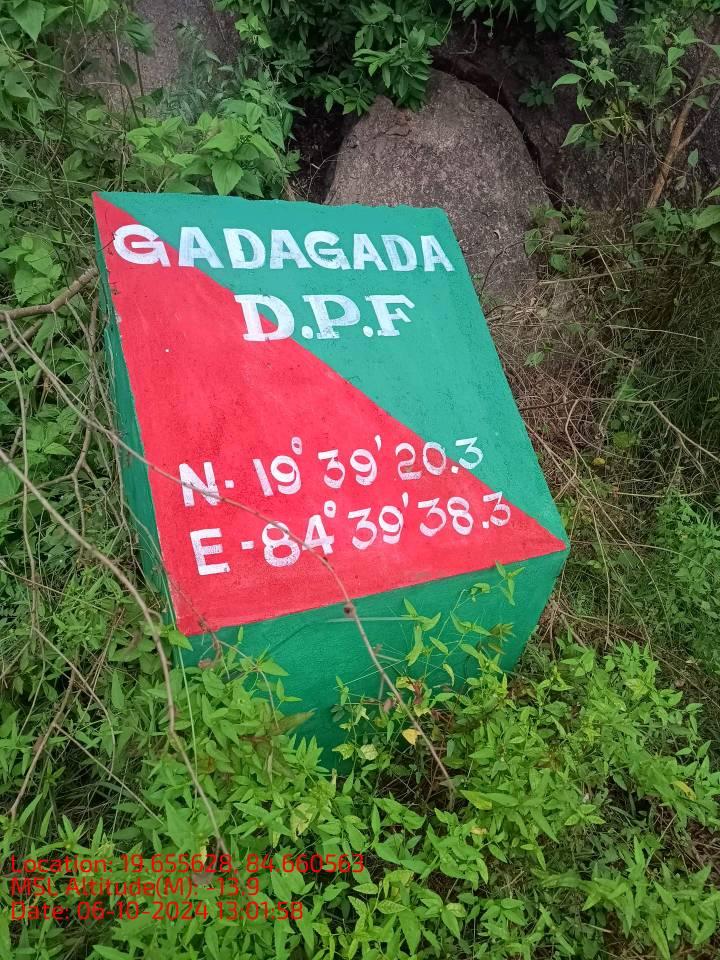 GADAGADA
D.P.F
N- 19° 39' 20.3
E-84° 39' 38.3
Location: 19.655628, 84.660563
MSL Altitude(M): -13.9
Date: 06-10-2024 13:01:58